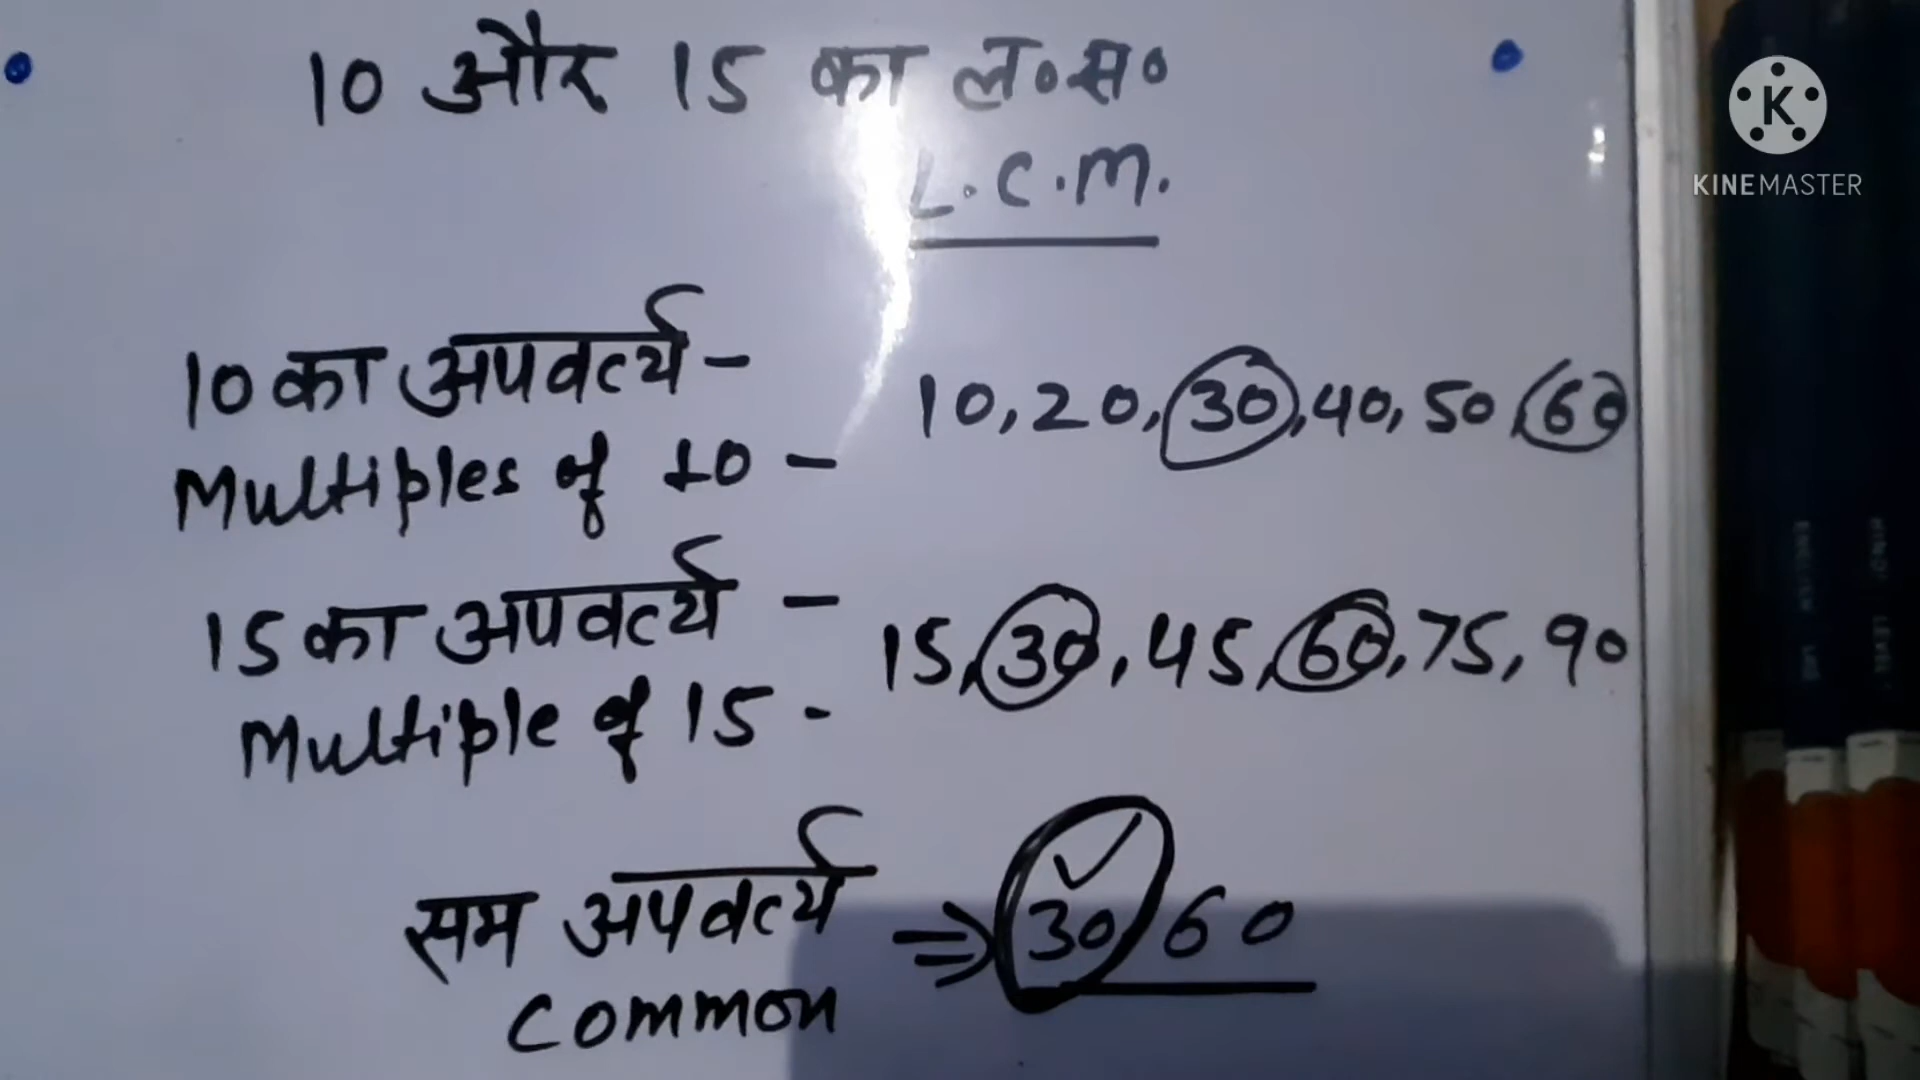 10 और 15 का ल०स०
L.C.M.
K
KINEMASTER
10 का अपवर्त्य - 10, 20, 30, 40, 50, 60
Multiples of 10 -
15 का अपवर्त्य - 15, 30, 45, 60, 75, 90
Multiple of 15 -
सम अपवर्त्य ⇒ 30 60
Common